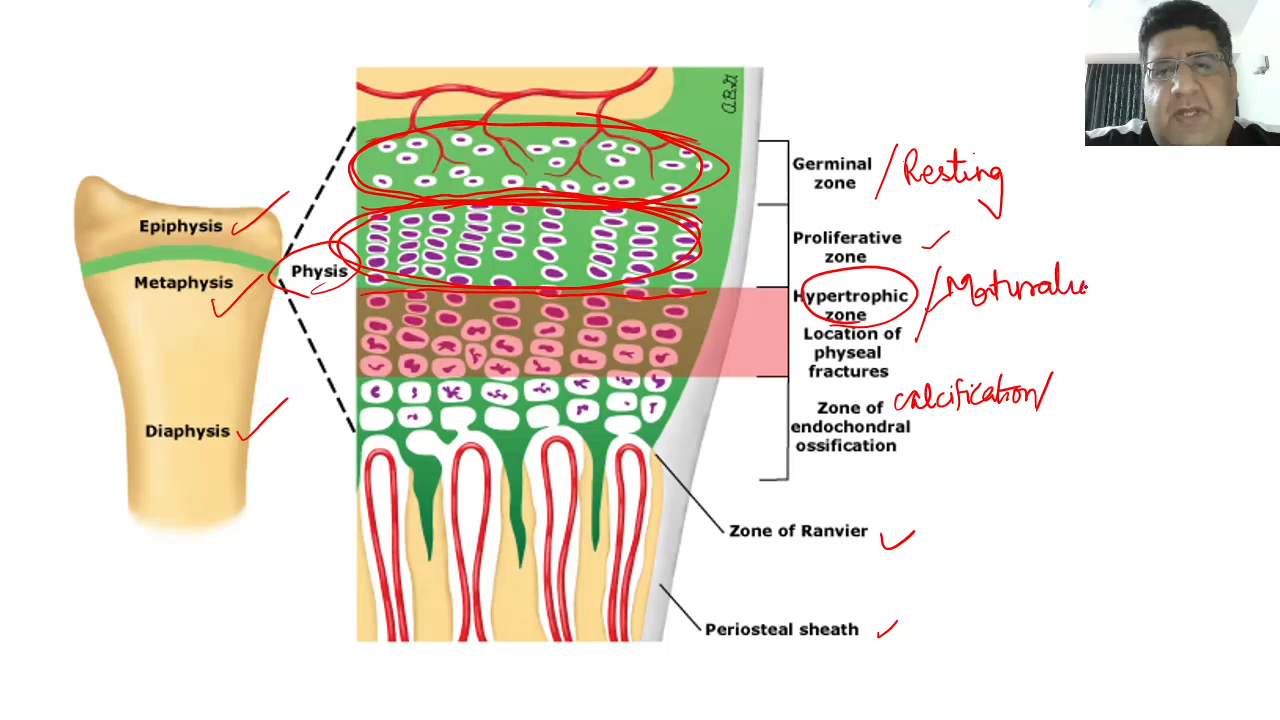 Epiphysis
Metaphysis
Physis
Diaphysis
Germinal
zone
/ Resting
Proliferative
zone
Hypertrophic
zone
Location of
physeal
fractures
Zone of
endochondral
ossification
calcification/
Zone of Ranvier
Periosteal sheath